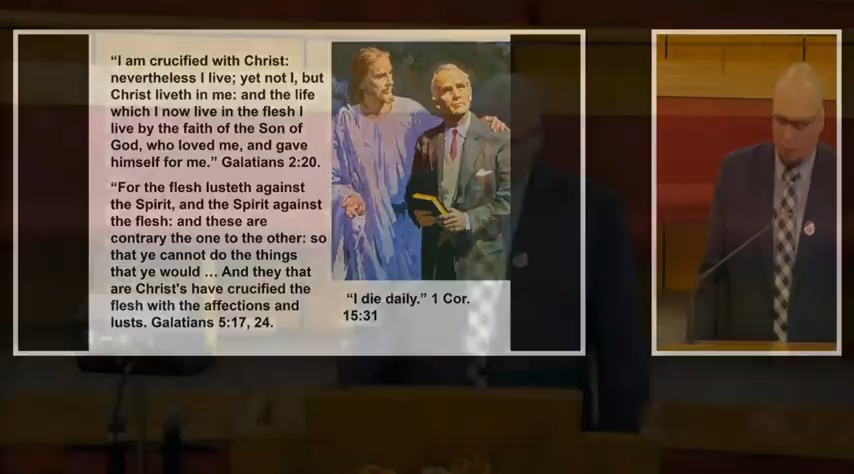 “I am crucified with Christ:
nevertheless I live; yet not I, but
Christ liveth in me: and the life
which I now live in the flesh I
live by the faith of the Son of
God, who loved me, and gave
himself for me.” Galatians 2:20.
“For the flesh lusteth against
the Spirit, and the Spirit against
the flesh: and these are
contrary the one to the other: so
that ye cannot do the things
that ye would ... And they that
are Christ's have crucified the
flesh with the affections and
lusts. Galatians 5:17, 24.
“I die daily.” 1 Cor.
15:31